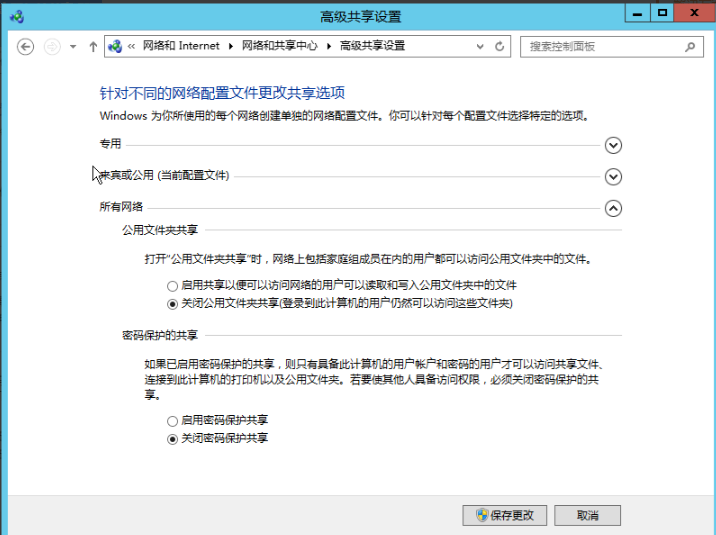 高级共享设置
« 网络和 Internet ▸ 网络和共享中心 ▸ 高级共享设置
搜索控制面板
针对不同的网络配置文件更改共享选项
Windows 为你所使用的每个网络创建单独的网络配置文件。你可以针对每个配置文件选择特定的选项。
专用
来宾或公用 (当前配置文件)
所有网络
公用文件夹共享
打开“公用文件夹共享”时，网络上包括家庭组成员在内的用户都可以访问公用文件夹中的文件。
启用共享以便可以访问网络的用户可以读取和写入公用文件夹中的文件
关闭公用文件夹共享(登录到此计算机的用户仍然可以访问这些文件夹)
密码保护的共享
如果已启用密码保护的共享，则只有具备此计算机的用户帐户和密码的用户才可以访问共享文件、
连接到此计算机的打印机以及公用文件夹。若要使其他人具备访问权限，必须关闭密码保护的共
享。
启用密码保护共享
关闭密码保护共享
保存更改
取消